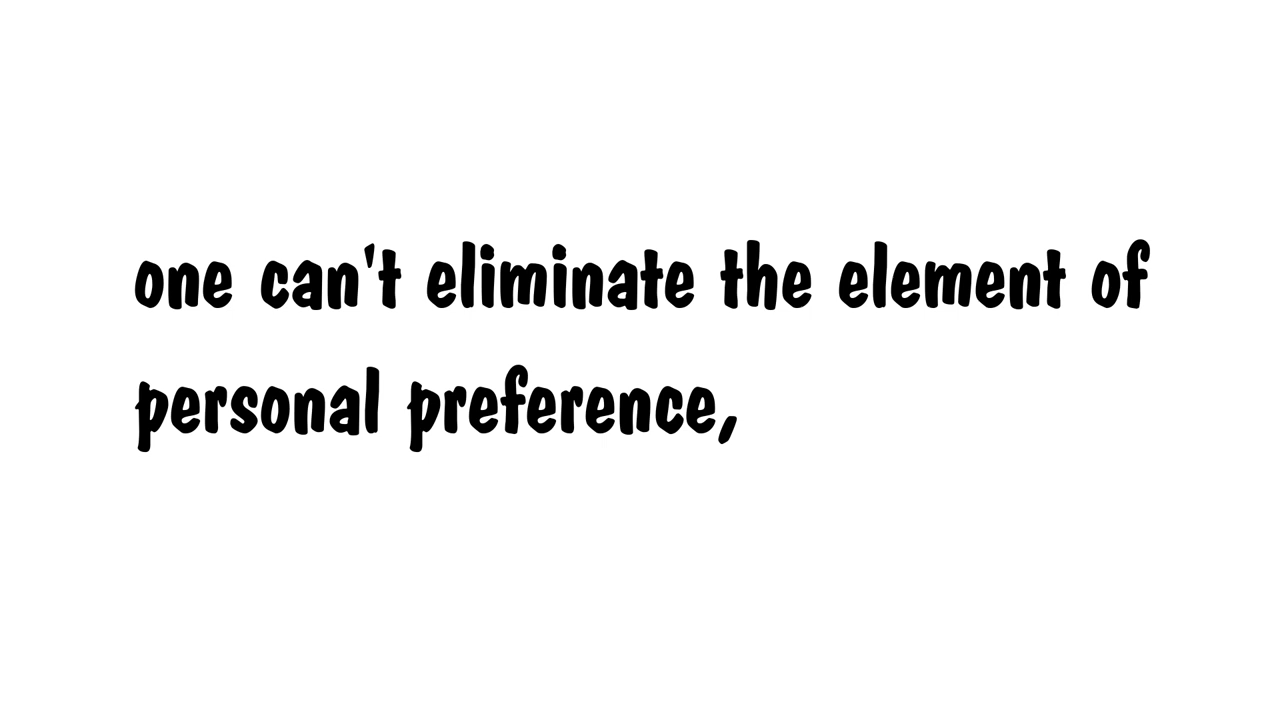 one can't eliminate the element of
personal preference,